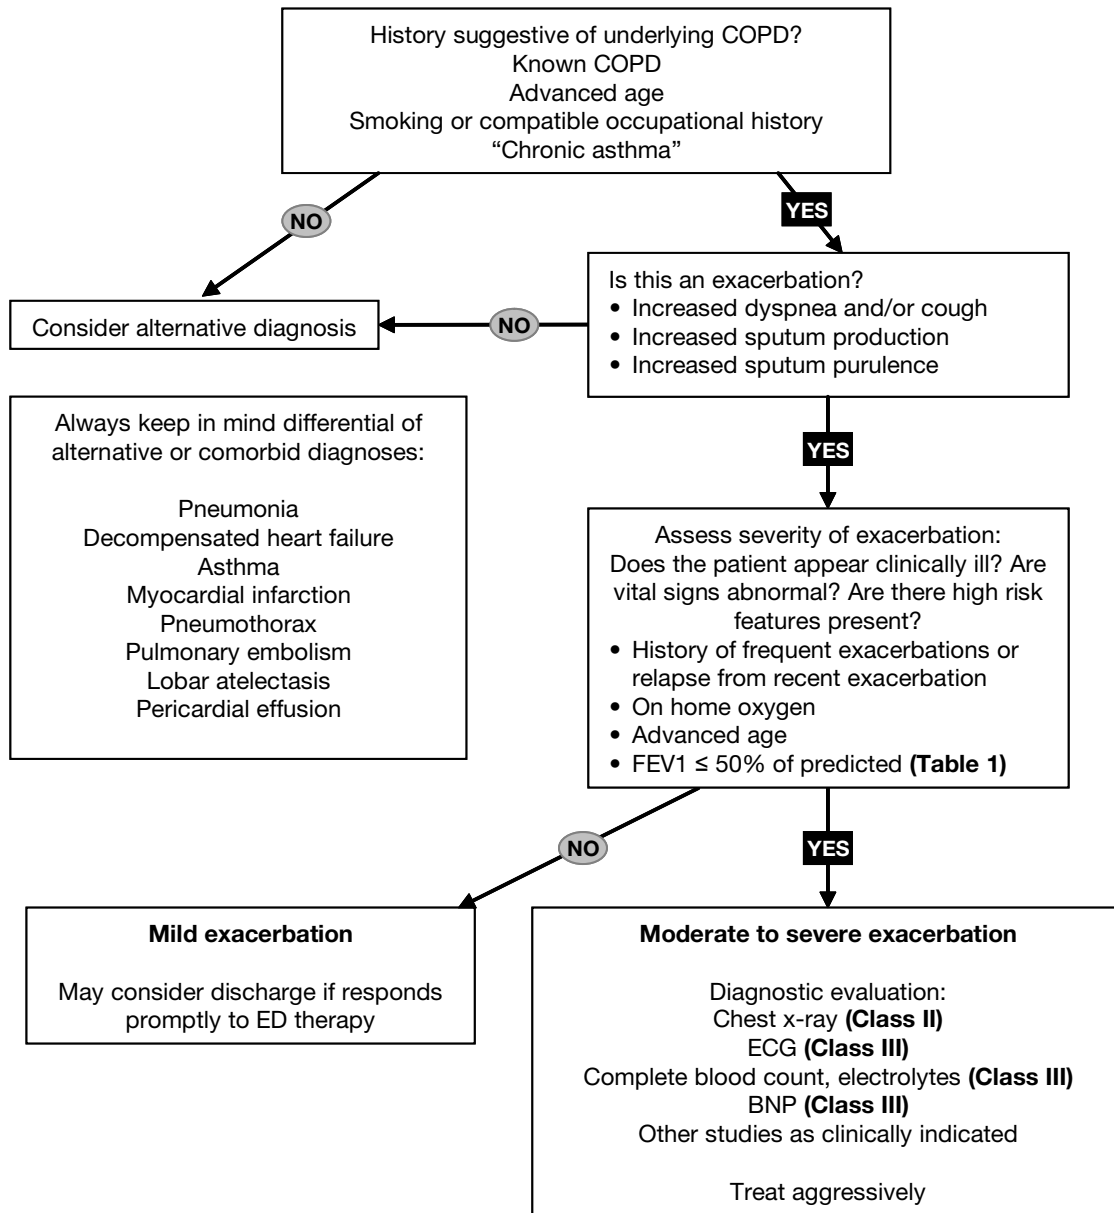 History suggestive of underlying COPD?
Known COPD
Advanced age
Smoking or compatible occupational history
“Chronic asthma”
NO
YES
Consider alternative diagnosis
NO
Is this an exacerbation?
• Increased dyspnea and/or cough
• Increased sputum production
• Increased sputum purulence
Always keep in mind differential of
alternative or comorbid diagnoses:
Pneumonia
Decompensated heart failure
Asthma
Myocardial infarction
Pneumothorax
Pulmonary embolism
Lobar atelectasis
Pericardial effusion
YES
Assess severity of exacerbation:
Does the patient appear clinically ill? Are
vital signs abnormal? Are there high risk
features present?
• History of frequent exacerbations or
relapse from recent exacerbation
• On home oxygen
• Advanced age
• FEV1 ≤ 50% of predicted (Table 1)
NO
YES
Mild exacerbation
May consider discharge if responds
promptly to ED therapy
Moderate to severe exacerbation
Diagnostic evaluation:
Chest x-ray (Class II)
ECG (Class III)
Complete blood count, electrolytes (Class III)
BNP (Class III)
Other studies as clinically indicated
Treat aggressively